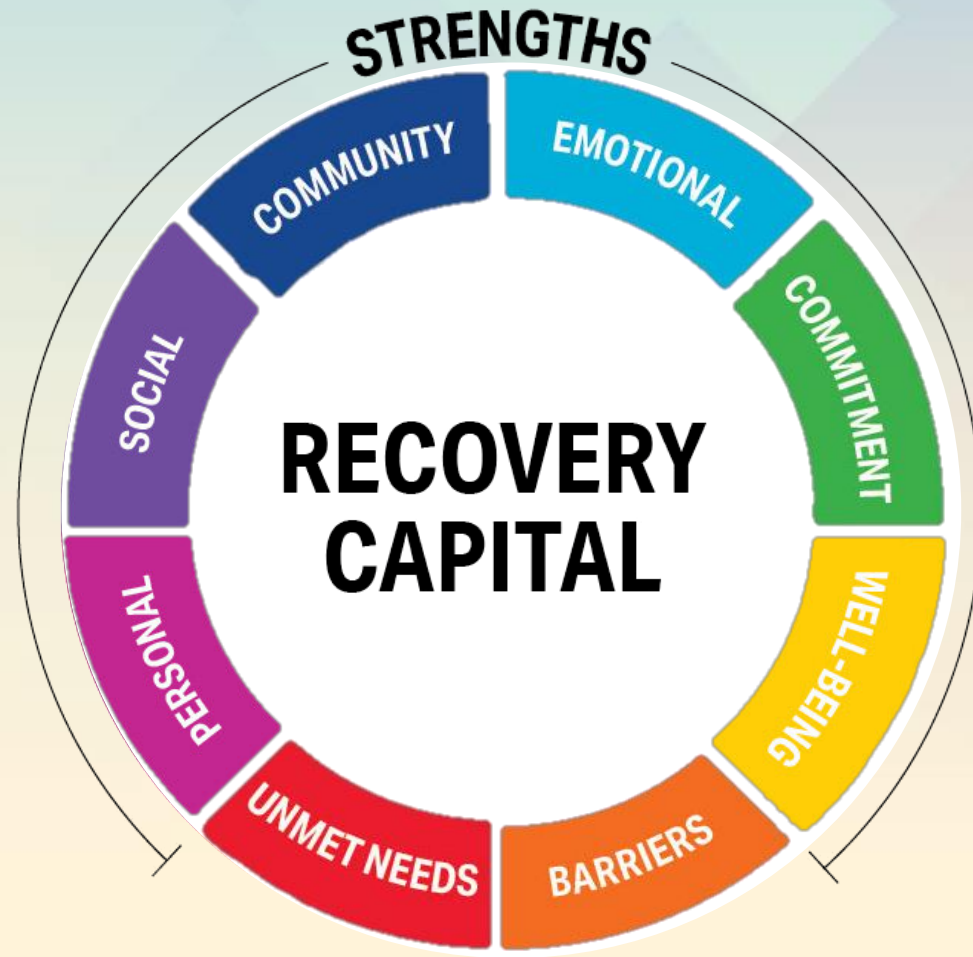 STRENGTHS
COMMUNITY
EMOTIONAL
SOCIAL
COMMITMENT
RECOVERY
CAPITAL
PERSONAL
WELL-BEING
UNMET NEEDS
BARRIERS